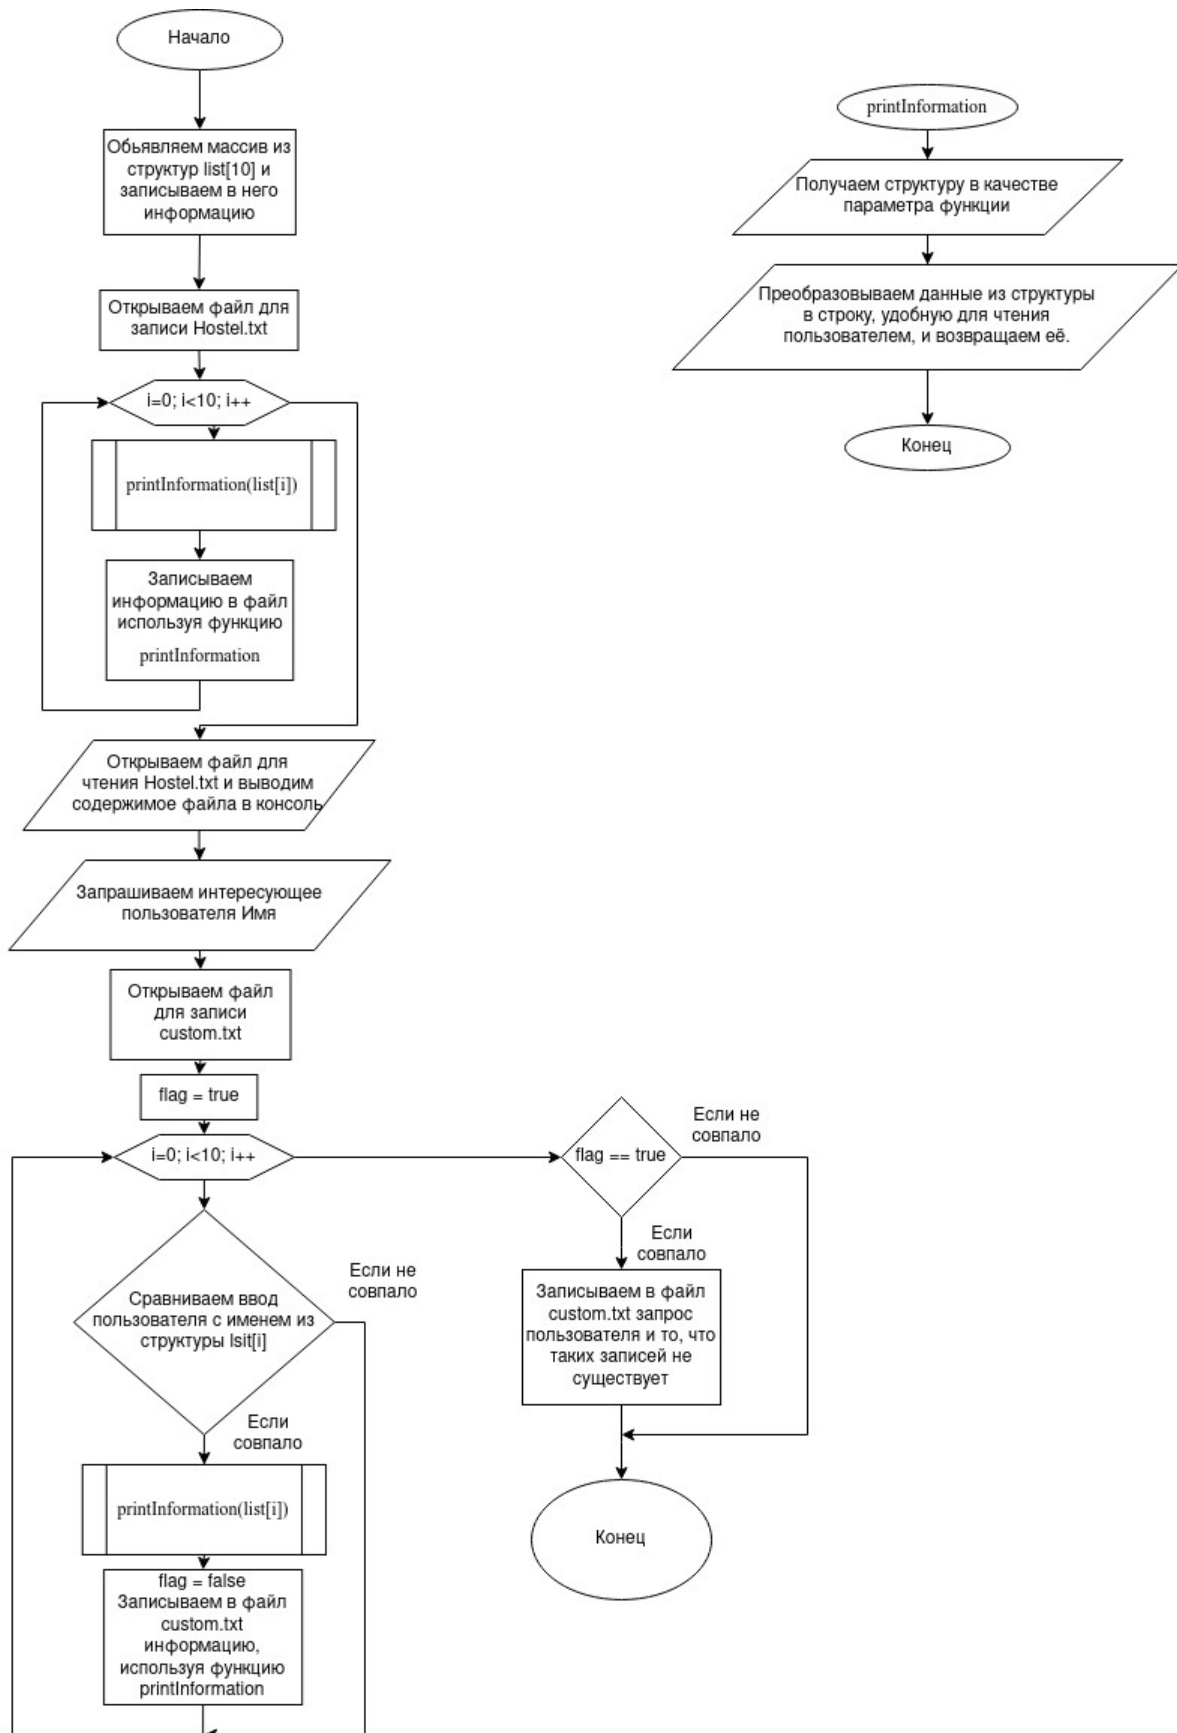 Начало
Обьявляем массив из
структур list[10] и
записываем в него
информацию
Открываем файл для
записи Hostel.txt
i=0; i<10; i++
printInformation(list[i])
Записываем
информацию в файл
используя функцию
printInformation
Открываем файл для
чтения Hostel.txt и выводим
содержимое файла в консоль
Запрашиваем интересующее
пользователя Имя
Открываем файл
для записи
custom.txt
flag = true
i=0; i<10; i++
Сравниваем ввод
пользователя с именем из
структуры lsit[i]
Если не
совпало
Если
совпало
printInformation(list[i])
flag = false
Записываем в файл
custom.txt
информацию,
используя функцию
printInformation
flag == true
Если не
совпало
Если
совпало
Записываем в файл
custom.txt запрос
пользователя и то, что
таких записей не
существует
Конец
printInformation
Получаем структуру в качестве
параметра функции
Преобразовываем данные из структуры
в строку, удобную для чтения
пользователем, и возвращаем её.
Конец